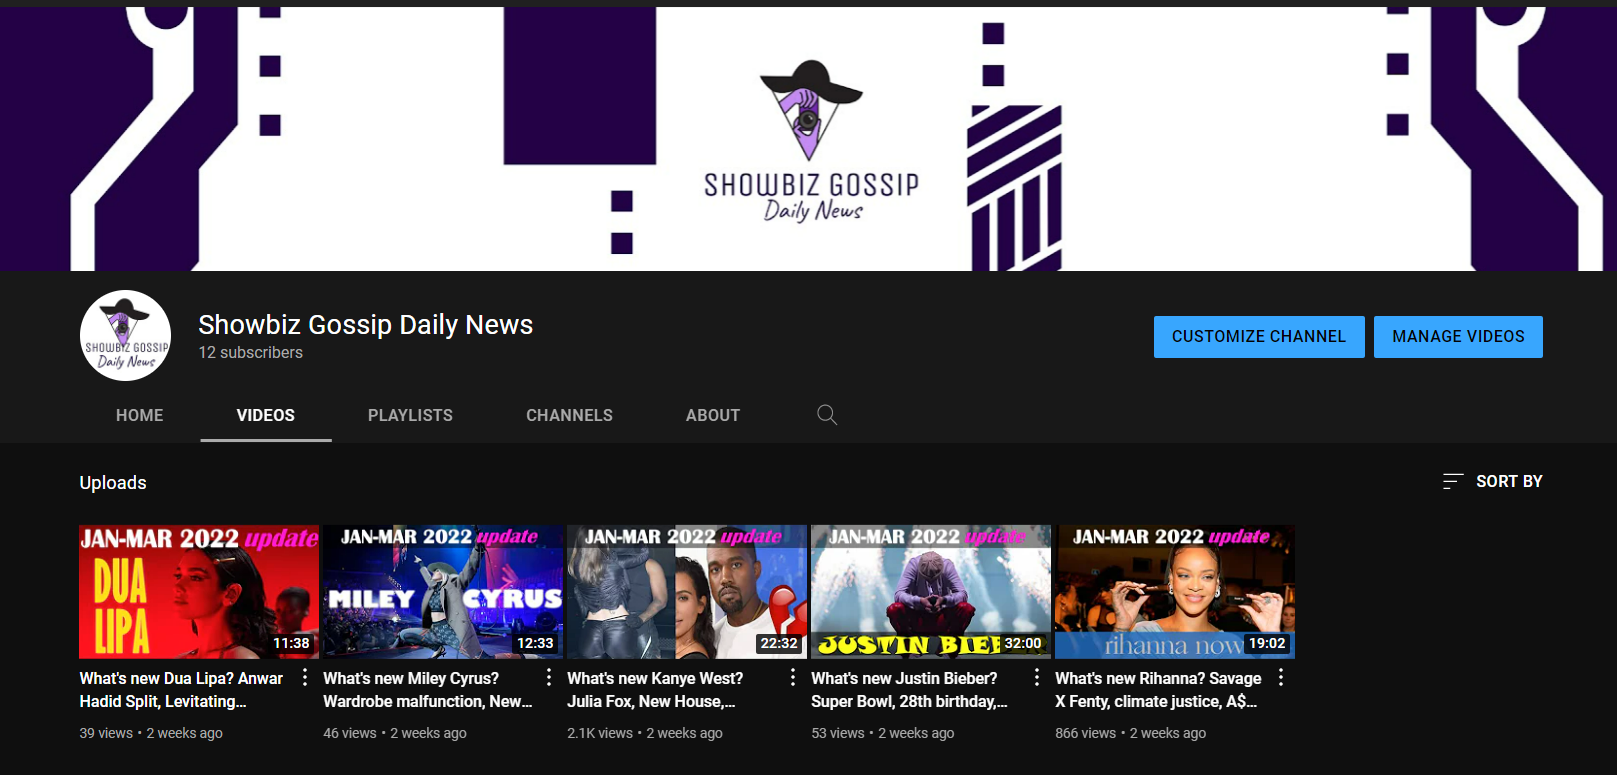 SHOWBIZ GOSSIP
Daily News
SHOWBIZ GOSSIP
Daily News
Showbiz Gossip Daily News
12 subscribers
CUSTOMIZE CHANNEL
MANAGE VIDEOS
HOME
VIDEOS
PLAYLISTS
CHANNELS
ABOUT
Uploads
SORT BY
JAN-MAR 2022 update
DUA
LIPA
11:38
What's new Dua Lipa? Anwar
Hadid Split, Levitating...
39 views • 2 weeks ago
JAN-MAR 2022 update
MILEY CYRUS
12:33
What's new Miley Cyrus?
Wardrobe malfunction, New...
46 views • 2 weeks ago
JAN-MAR 2022 update
22:32
What's new Kanye West?
Julia Fox, New House,...
2.1K views • 2 weeks ago
JAN-MAR 2022 update
JUSTIN BIEB
32:00
What's new Justin Bieber?
Super Bowl, 28th birthday,...
53 views • 2 weeks ago
JAN-MAR 2022 update
rihanna now
19:02
What's new Rihanna? Savage
X Fenty, climate justice, A$...
866 views • 2 weeks ago